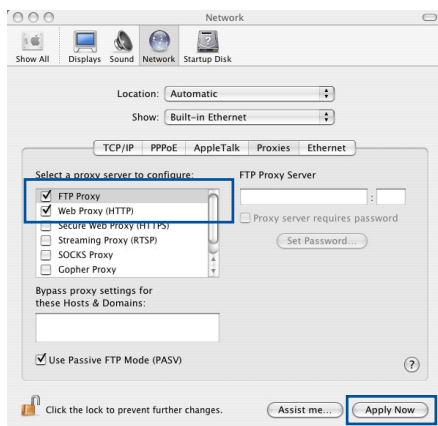 Network
Show All Displays Sound Network Startup Disk
Location: Automatic
Show: Built-in Ethernet
TCP/IP PPPoE AppleTalk Proxies Ethernet
Select a proxy server to configure:
FTP Proxy
Web Proxy (HTTP)
Secure Web Proxy (HTTPS)
Streaming Proxy (RTSP)
SOCKS Proxy
Gopher Proxy
FTP Proxy Server
:
Proxy server requires password
Set Password...
Bypass proxy settings for
these Hosts & Domains:
Use Passive FTP Mode (PASV)
?
Click the lock to prevent further changes.
Assist me... Apply Now